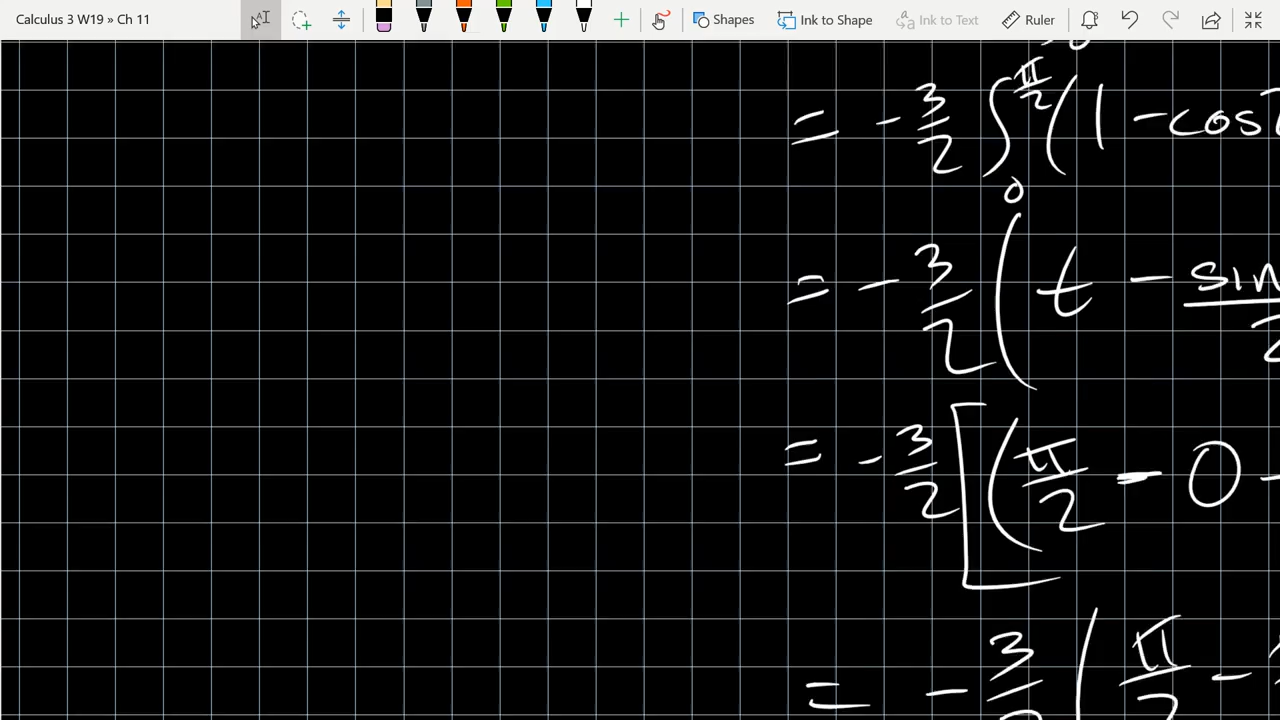 Calculus 3 W19 » Ch 11 Shapes Ink to Shape Ink to Text Ruler
= -3/2 ∫₀^(π/2) (1 - cos
= -3/2 ( t - sin
= -3/2 [ ( π/2 - 0 -
= -3/2 ( π/2 -